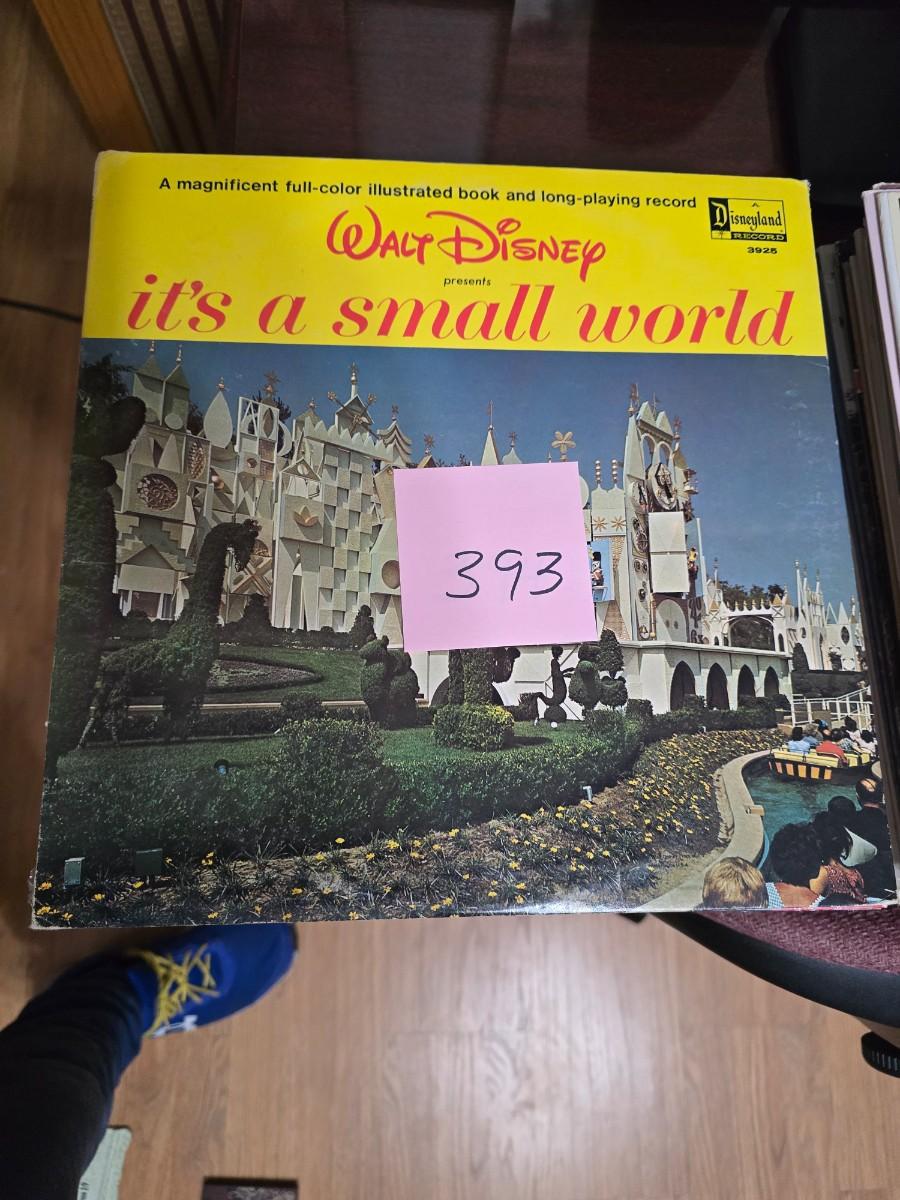 A magnificent full-color illustrated book and long-playing record
WALT DISNEY
presents
it's a small world
A
Disneyland
RECORD
3925
393